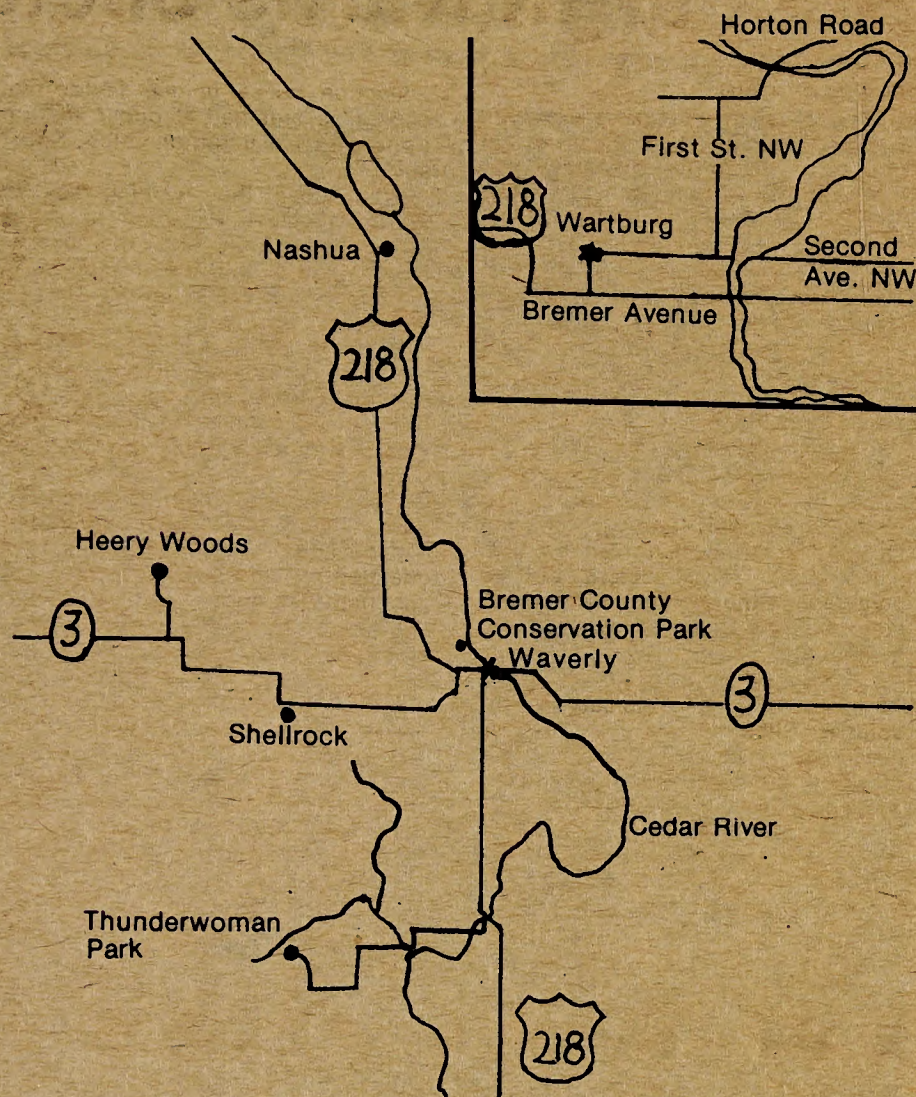 Horton Road
First St. NW
218
Wartburg
Second
Ave. NW
Bremer Avenue
Nashua
218
Heery Woods
3
Bremer County
Conservation Park
Waverly
3
Shellrock
Cedar River
Thunderwoman
Park
218